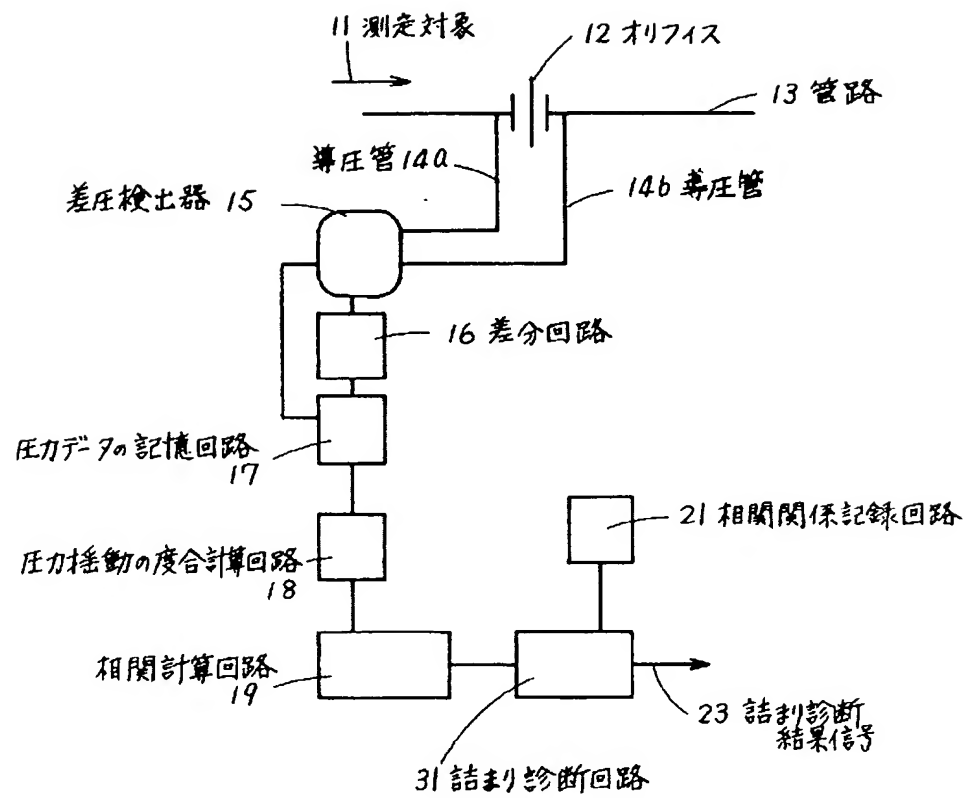 11 測定対象
12 オリフィス
13 管路
導圧管 14a
14b 導圧管
差圧検出器 15
16 差分回路
圧力データの記憶回路
17
21 相関関係記録回路
圧力揺動の度合計算回路
18
相関計算回路
19
23 詰まり診断
結果信号
31 詰まり診断回路